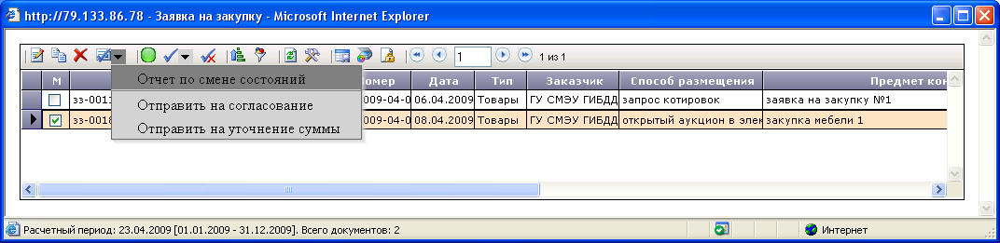 http://79.133.86.78 - Заявка на закупку - Microsoft Internet Explorer
1 1 из 1
М Номер Дата Тип Заказчик Способ размещения Предмет кон
Отчет по смене состояний
Отправить на согласование
Отправить на уточнение суммы
зз-0011 009-04-0 06.04.2009 Товары ГУ СМЭУ ГИБДД запрос котировок заявка на закупку №1
зз-0018 009-04-0 08.04.2009 Товары ГУ СМЭУ ГИБДД открытый аукцион в элек закупка мебели 1
Расчетный период: 23.04.2009 [01.01.2009 - 31.12.2009]. Всего документов: 2 Интернет